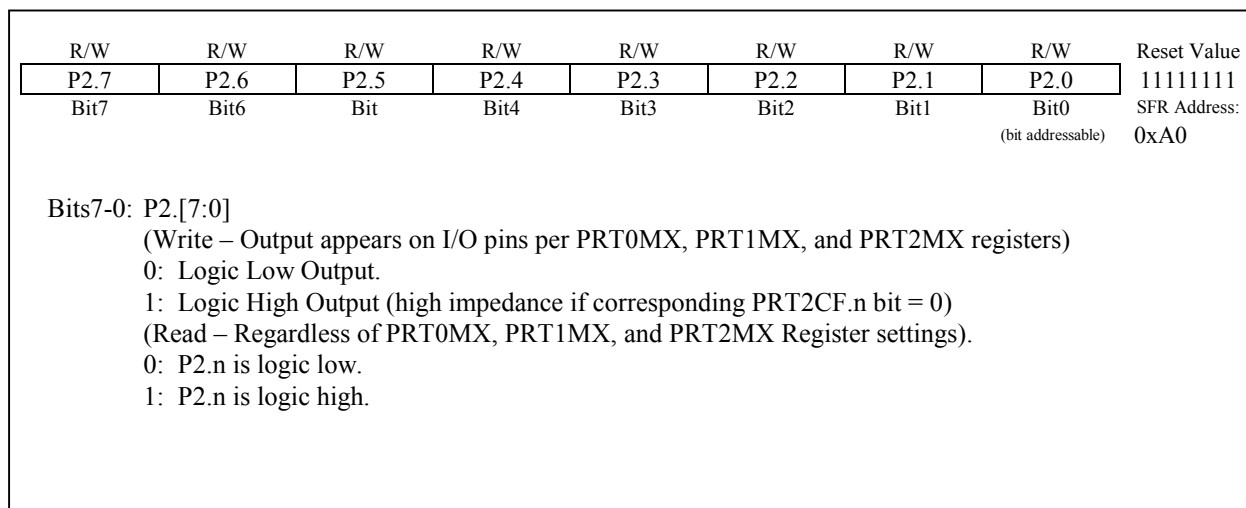 R/W R/W R/W R/W R/W R/W R/W R/W Reset Value
P2.7 P2.6 P2.5 P2.4 P2.3 P2.2 P2.1 P2.0 11111111
Bit7 Bit6 Bit Bit4 Bit3 Bit2 Bit1 Bit0 SFR Address:
(bit addressable) 0xA0
Bits7-0: P2.[7:0]
(Write – Output appears on I/O pins per PRT0MX, PRT1MX, and PRT2MX registers)
0: Logic Low Output.
1: Logic High Output (high impedance if corresponding PRT2CF.n bit = 0)
(Read – Regardless of PRT0MX, PRT1MX, and PRT2MX Register settings).
0: P2.n is logic low.
1: P2.n is logic high.